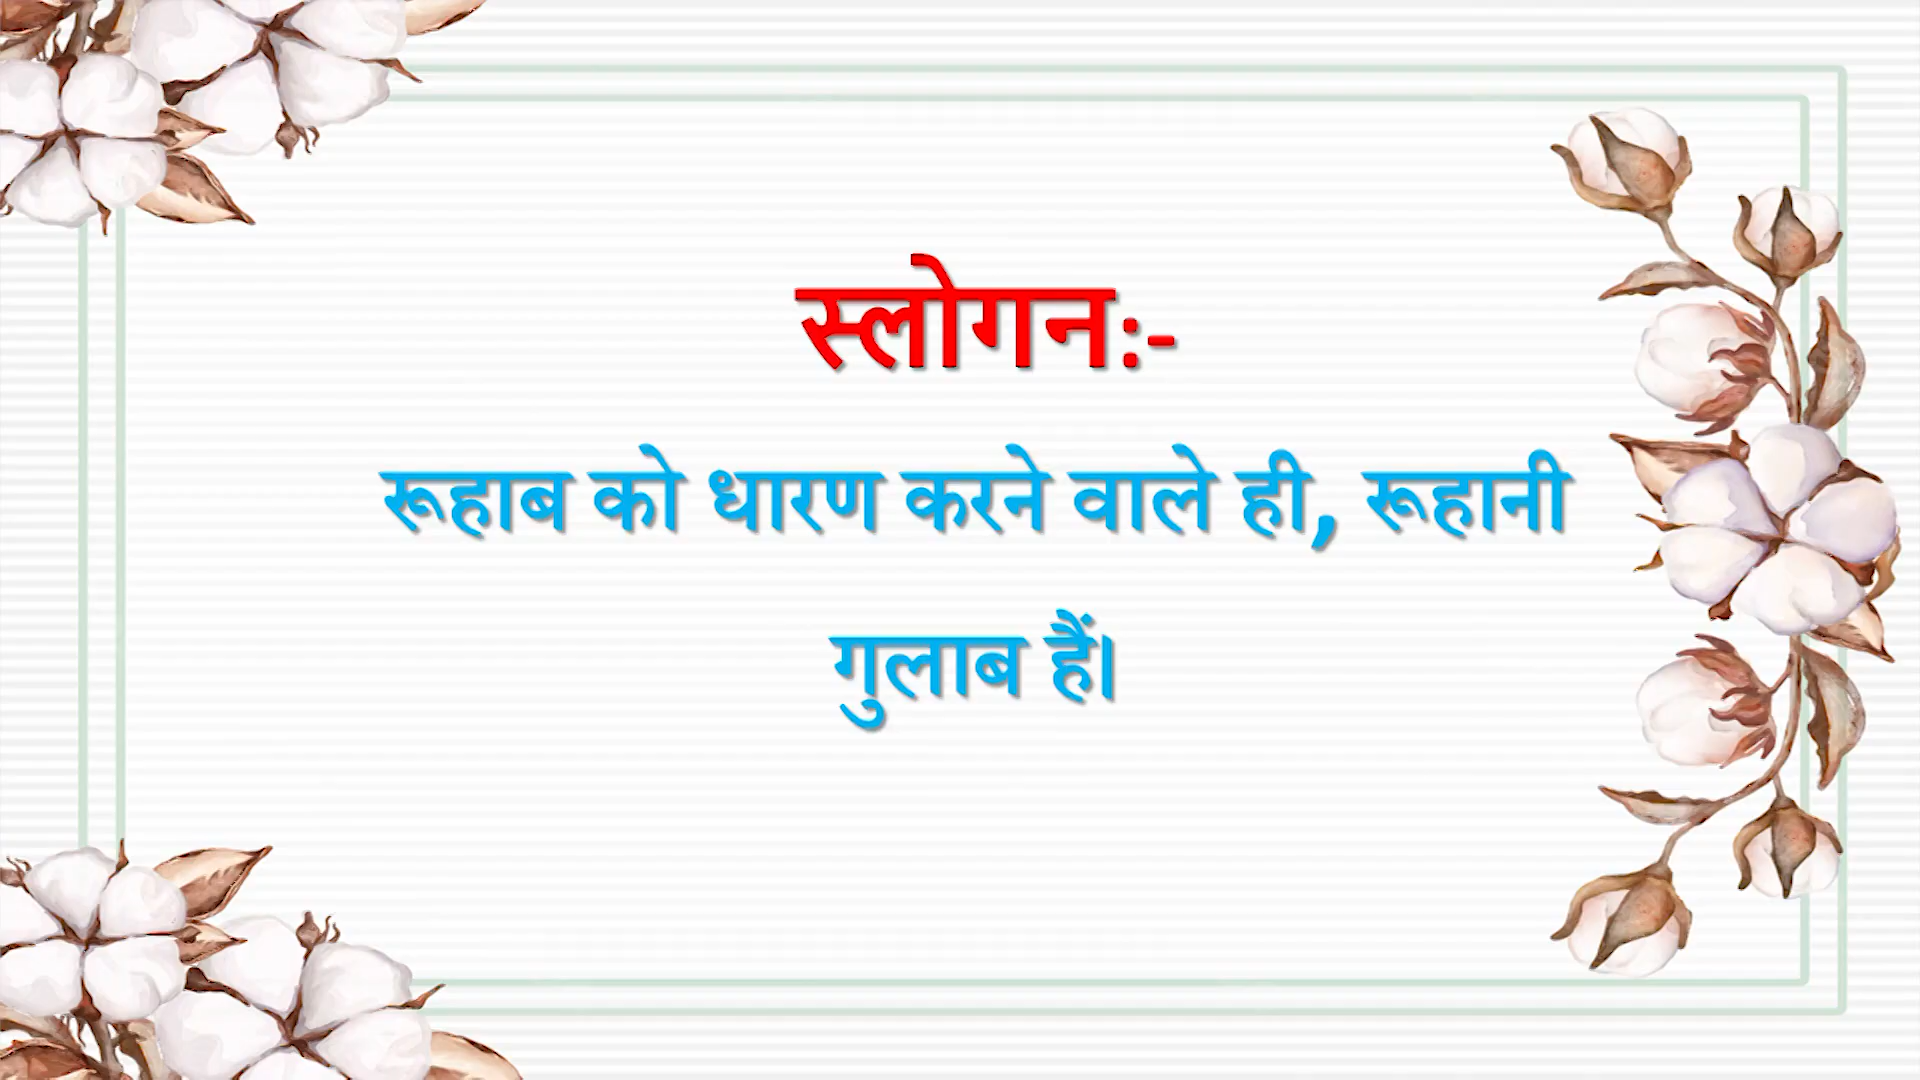 स्लोगन:-
रूहाब को धारण करने वाले ही, रूहानी
गुलाब हैं।